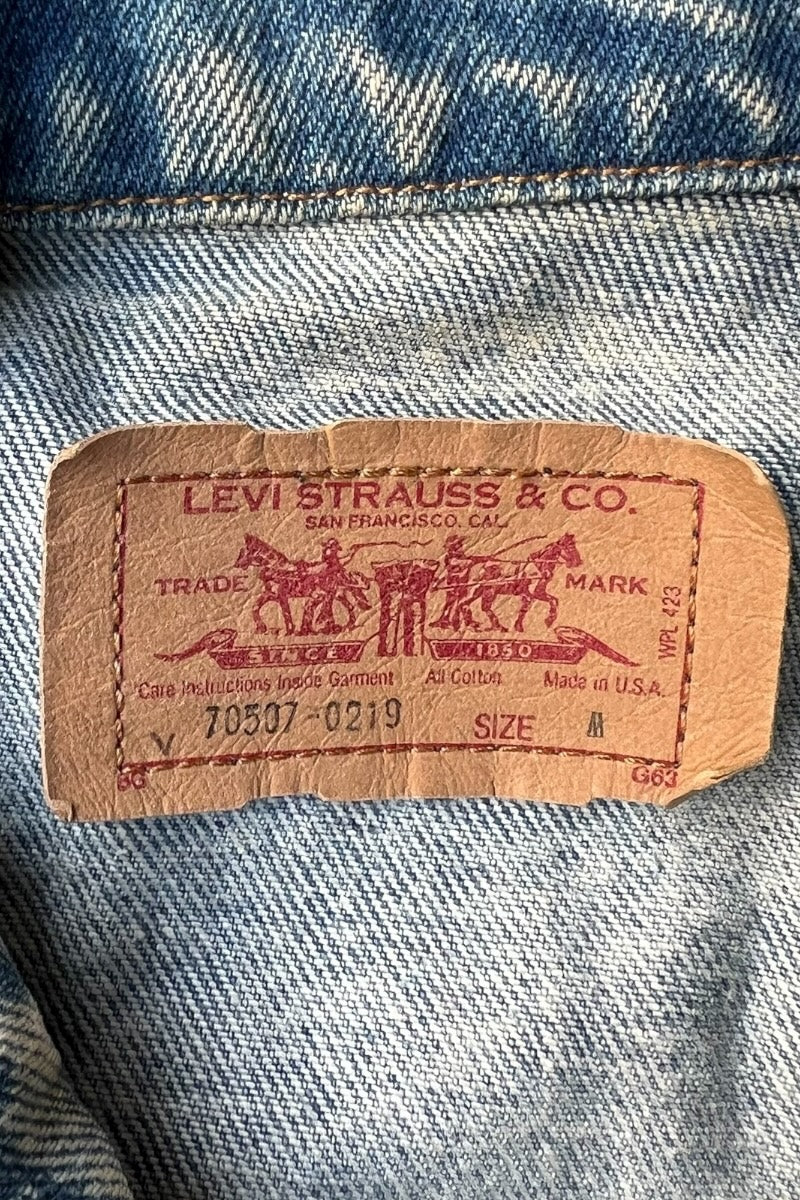 LEVI STRAUSS & CO.
SAN FRANCISCO, CAL.
TRADE MARK
SINCE 1850
WPL 423
Care Instructions Inside Garment All Cotton Made in U.S.A.
V 70507-0219 SIZE M
66 G63